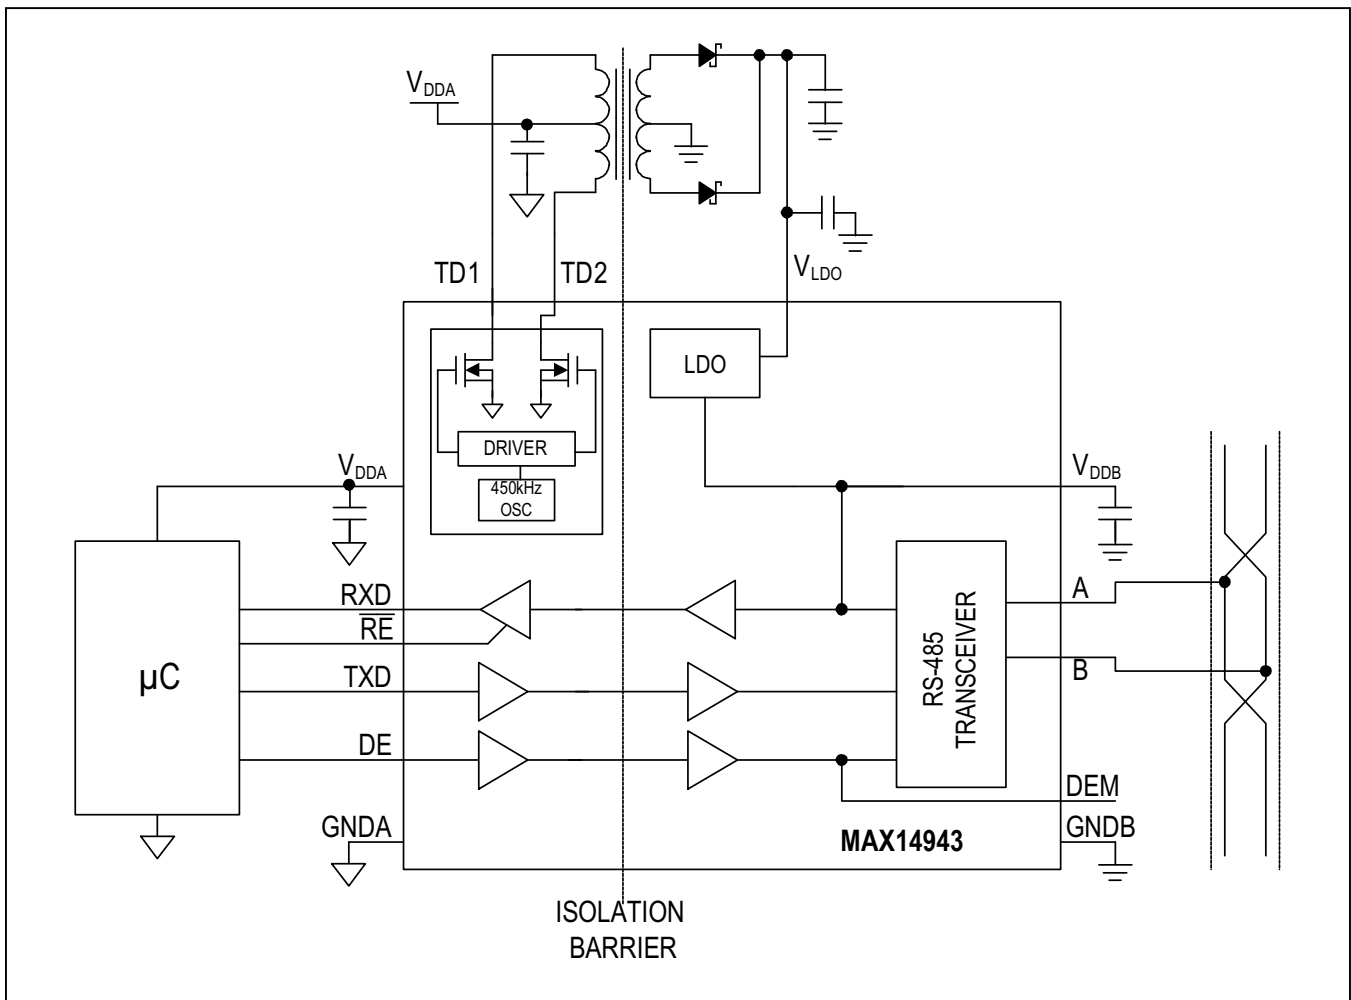 VDDA
TD1
TD2
VLDO
LDO
DRIVER
450kHz
OSC
VDDA
VDDB
RXD
RE
TXD
DE
µC
RS-485
TRANSCEIVER
A
B
DEM
GNDA
GNDB
MAX14943
ISOLATION
BARRIER